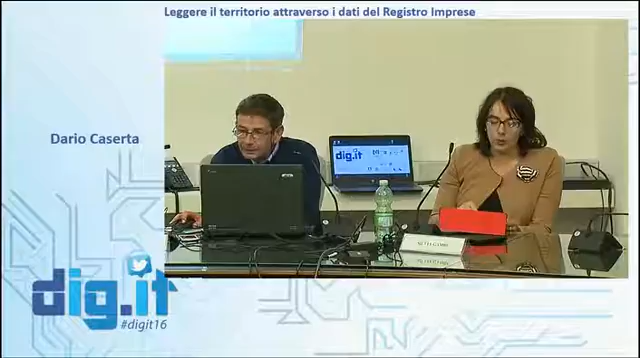 Leggere il territorio attraverso i dati del Registro Imprese
Dario Caserta
dig.it
dig.it
#digit16